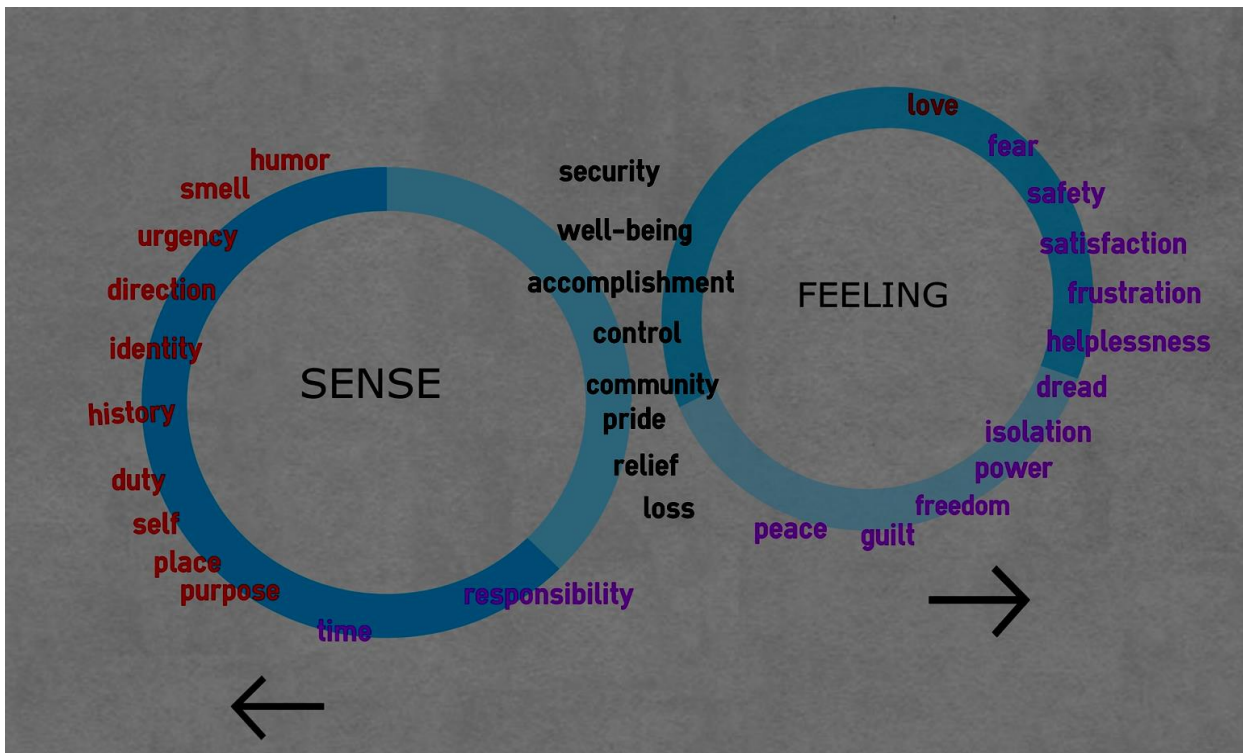 love
fear
safety
satisfaction
frustration
helplessness
dread
isolation
power
freedom
guilt
peace
FEELING
security
well-being
accomplishment
control
community
pride
relief
loss
SENSE
humor
smell
urgency
direction
identity
history
duty
self
place
purpose
time
responsibility